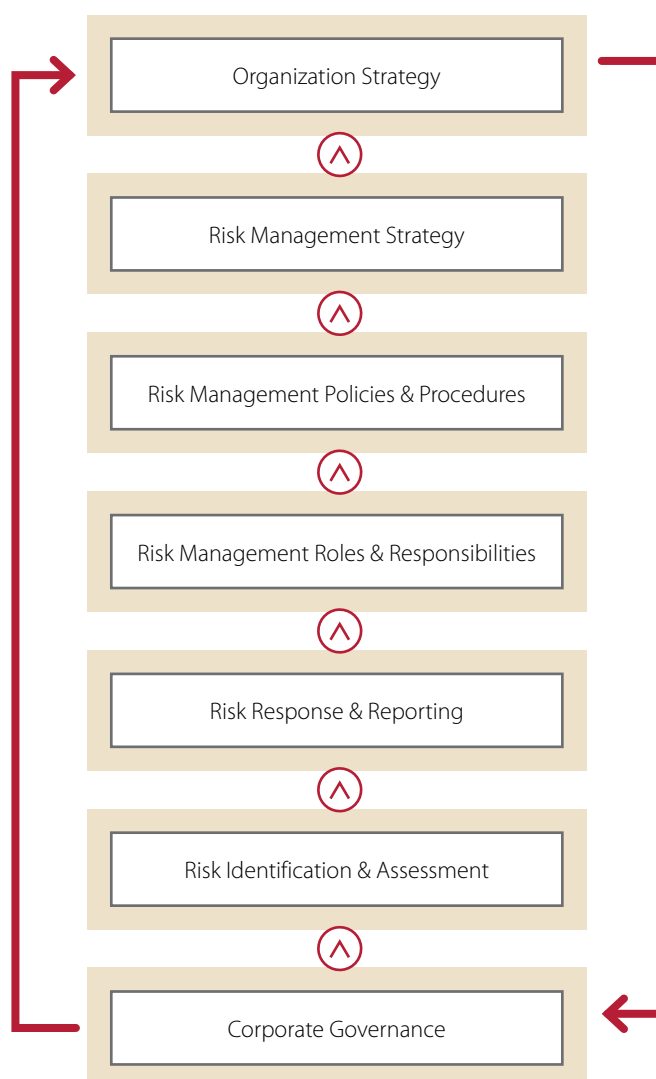 Organization Strategy
Risk Management Strategy
Risk Management Policies & Procedures
Risk Management Roles & Responsibilities
Risk Response & Reporting
Risk Identification & Assessment
Corporate Governance